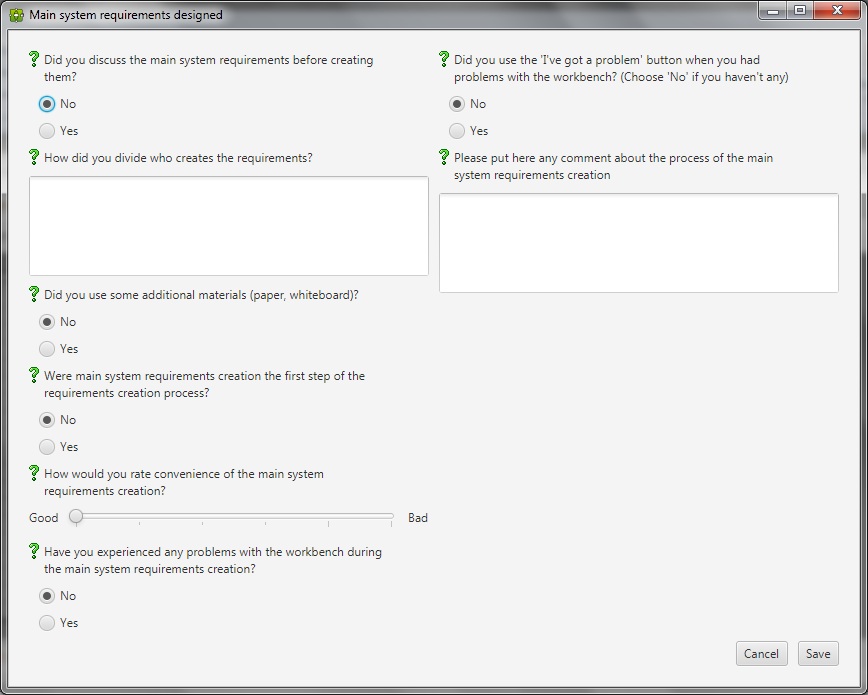 Main system requirements designed
Did you discuss the main system requirements before creating
them?
No
Yes
How did you divide who creates the requirements?
Did you use some additional materials (paper, whiteboard)?
No
Yes
Were main system requirements creation the first step of the
requirements creation process?
No
Yes
How would you rate convenience of the main system
requirements creation?
Good
Bad
Have you experienced any problems with the workbench during
the main system requirements creation?
No
Yes
Did you use the 'I've got a problem' button when you had
problems with the workbench? (Choose 'No' if you haven't any)
No
Yes
Please put here any comment about the process of the main
system requirements creation
Cancel
Save